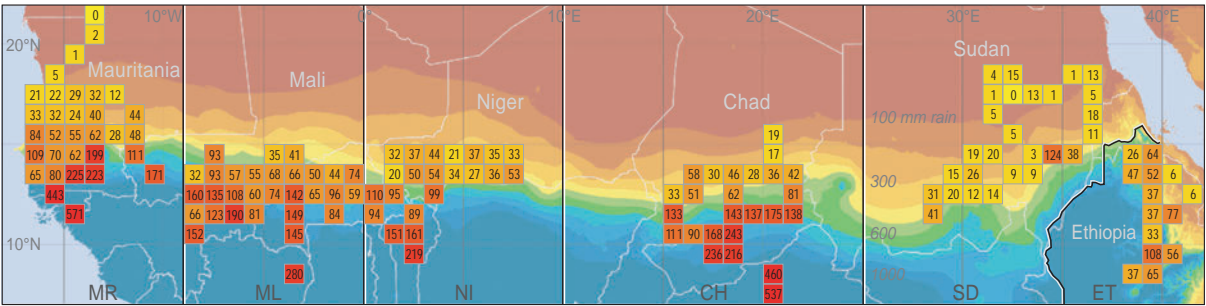 0 10°W 0° 10°E 20°E 30°E 40°E
2
20°N 1 Sudan
5 Mauritania Mali Niger Chad 4 15 1 13
21 22 29 32 12 1 0 13 1 5
33 32 24 40 44 100 mm rain 5 18
84 52 55 62 28 48 19 5 11
109 70 62 199 111 93 35 41 32 37 44 21 37 35 33 17 19 20 3 124 38 26 64
65 80 225 223 171 32 93 57 55 68 66 50 44 74 20 50 54 34 27 36 53 58 30 46 28 36 42 300 15 26 9 9 47 52 6
443 160 135 108 60 74 142 65 96 59 110 95 99 33 51 62 81 31 20 12 14 37 6
571 66 123 190 81 149 84 94 89 133 143 137 175 138 41 37 77
10°N 152 145 151 161 111 90 168 243 600 Ethiopia 33
219 236 216 108 56
280 460 1000 37 65
MR ML NI CH 537 SD ET